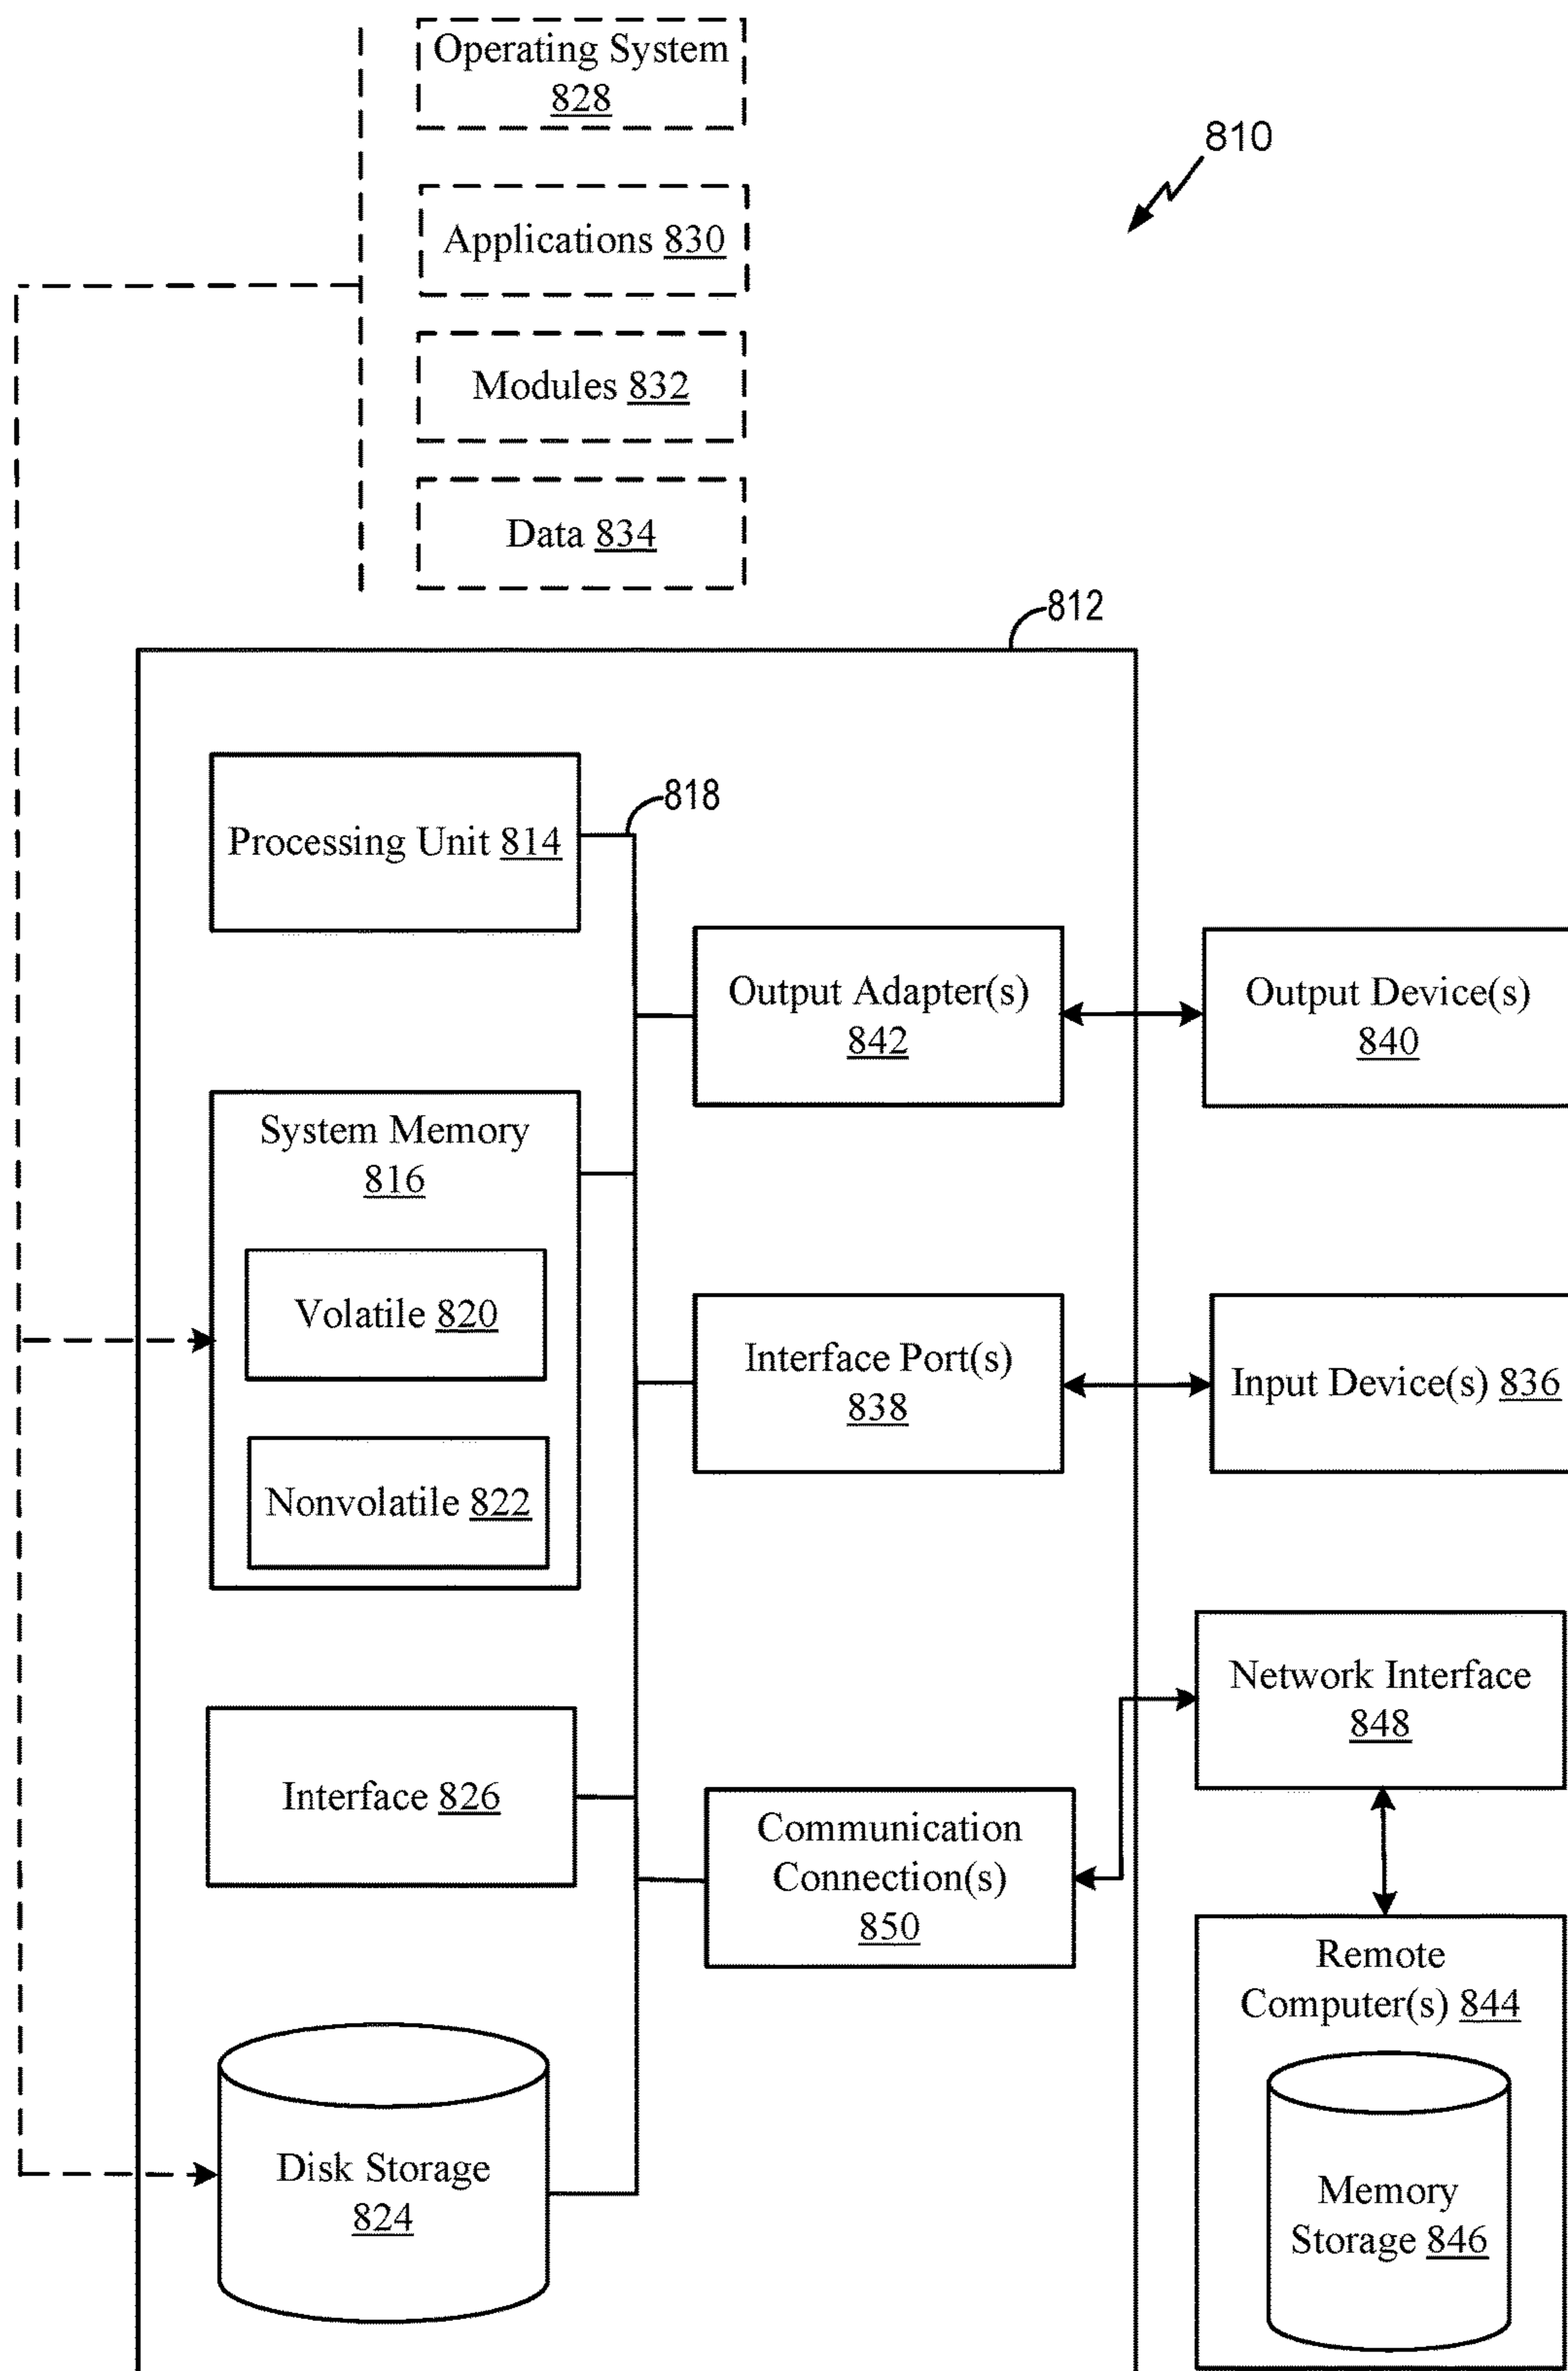 Operating System
828
810
Applications 830
Modules 832
Data 834
812
Processing Unit 814
818
Output Adapter(s)
842
Output Device(s)
840
System Memory
816
Volatile 820
Nonvolatile 822
Interface Port(s)
838
Input Device(s) 836
Network Interface
848
Interface 826
Communication
Connection(s)
850
Remote
Computer(s) 844
Disk Storage
824
Memory
Storage 846